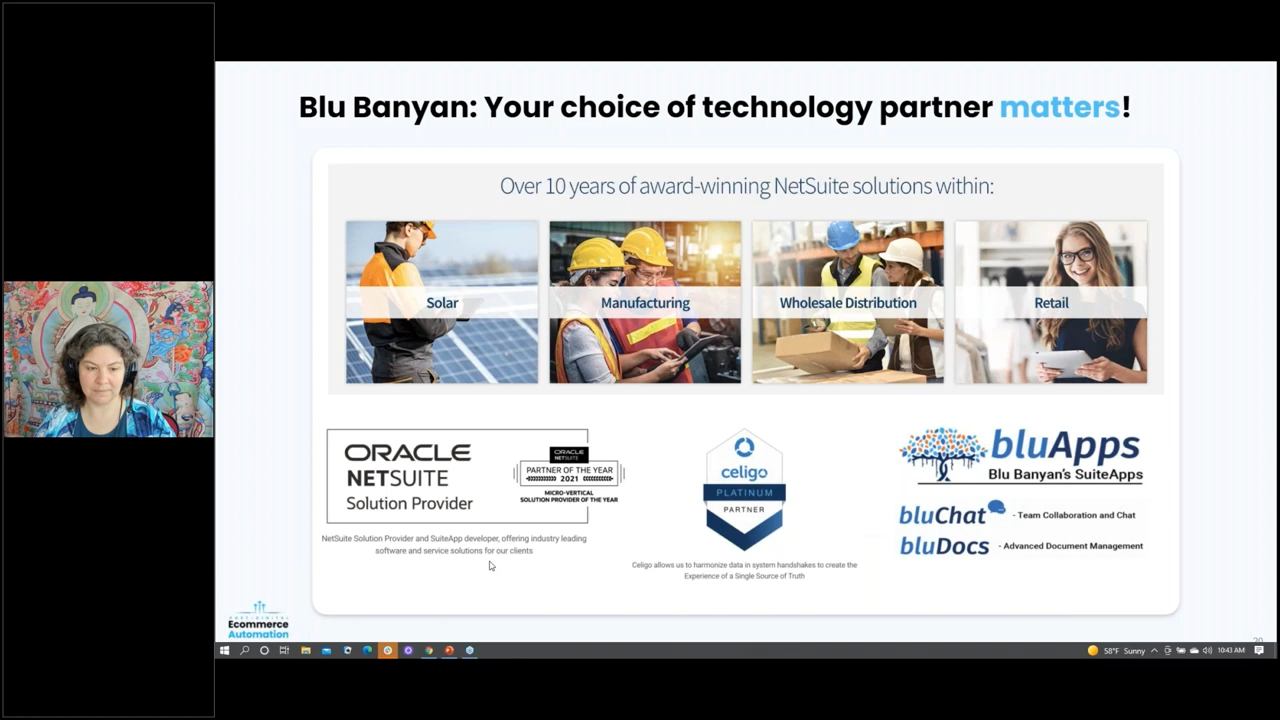 Blu Banyan: Your choice of technology partner matters!
Over 10 years of award-winning NetSuite solutions within:
Solar
Manufacturing
Wholesale Distribution
Retail
ORACLE
NETSUITE
Solution Provider
ORACLE
NETSUITE
PARTNER OF THE YEAR
2021
MICRO-VERTICAL
SOLUTION PROVIDER OF THE YEAR
NetSuite Solution Provider and SuiteApp developer, offering industry leading
software and service solutions for our clients
celigo
PLATINUM
PARTNER
Celigo allows us to harmonize data in system handshakes to create the
Experience of a Single Source of Truth
bluApps
Blu Banyan's SuiteApps
bluChat - Team Collaboration and Chat
bluDocs - Advanced Document Management
Ecommerce
Automation
58°F Sunny
10:43 AM